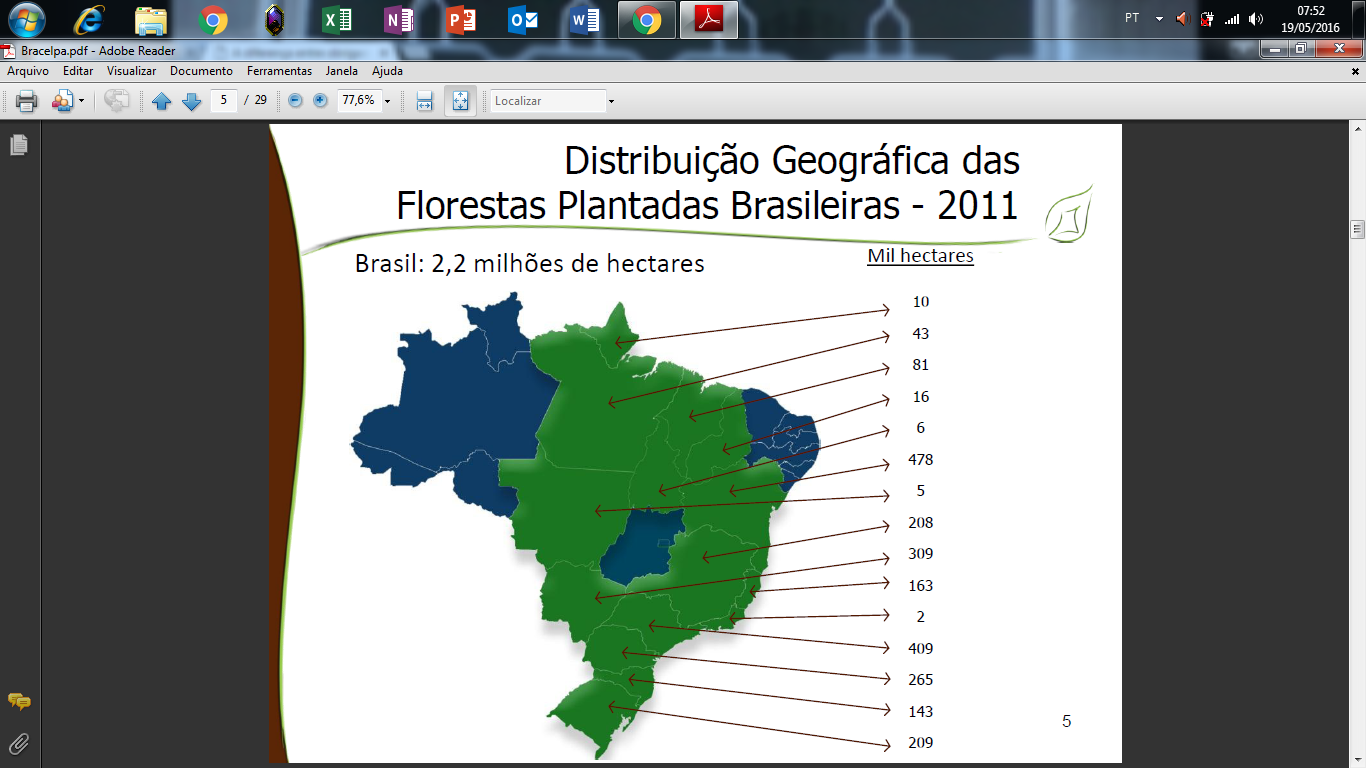 PT
07:52
19/05/2016
Bracelpa.pdf - Adobe Reader
Arquivo Editar Visualizar Documento Ferramentas Janela Ajuda
5 / 29 77,6% Localizar
Distribuição Geográfica das
Florestas Plantadas Brasileiras - 2011
Brasil: 2,2 milhões de hectares
Mil hectares
10
43
81
16
6
478
5
208
309
163
2
409
265
143
209
5